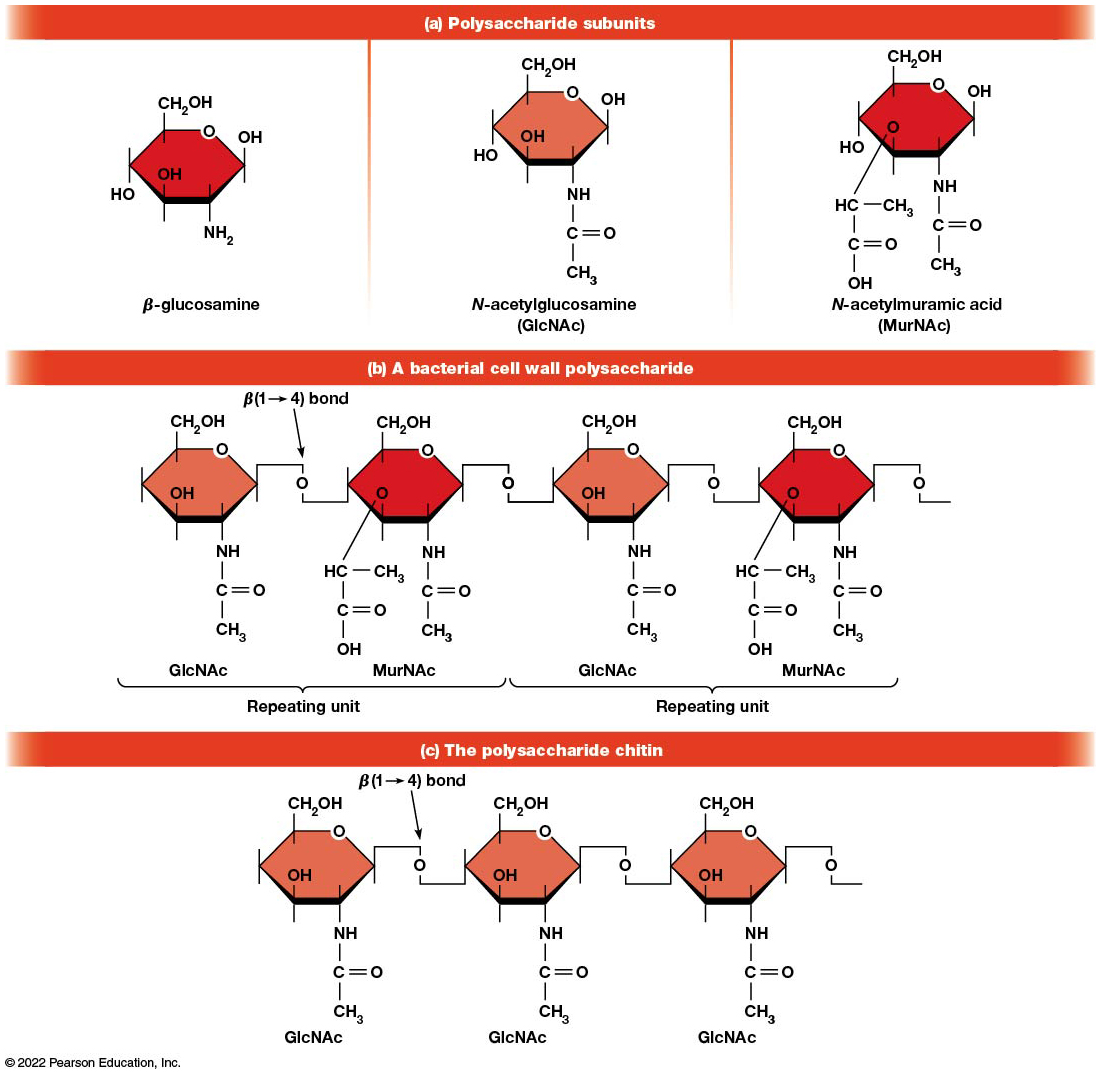 (a) Polysaccharide subunits
CH2OH
O
OH
OH
HO
NH2
β-glucosamine
CH2OH
O
OH
OH
HO
NH
C=O
CH3
N-acetylglucosamine
(GlcNAc)
CH2OH
O
OH
O
HO
NH
HC—CH3
C=O
C=O
CH3
OH
N-acetylmuramic acid
(MurNAc)
(b) A bacterial cell wall polysaccharide
β(1→4) bond
CH2OH CH2OH CH2OH CH2OH
O O O O
O O O O
OH O OH O
NH NH NH NH
HC—CH3 HC—CH3
C=O C=O C=O C=O
C=O C=O
CH3 CH3 CH3 CH3
OH OH
GlcNAc MurNAc GlcNAc MurNAc
Repeating unit Repeating unit
(c) The polysaccharide chitin
β(1→4) bond
CH2OH CH2OH CH2OH
O O O
O O O
OH OH OH
NH NH NH
C=O C=O C=O
CH3 CH3 CH3
GlcNAc GlcNAc GlcNAc
© 2022 Pearson Education, Inc.